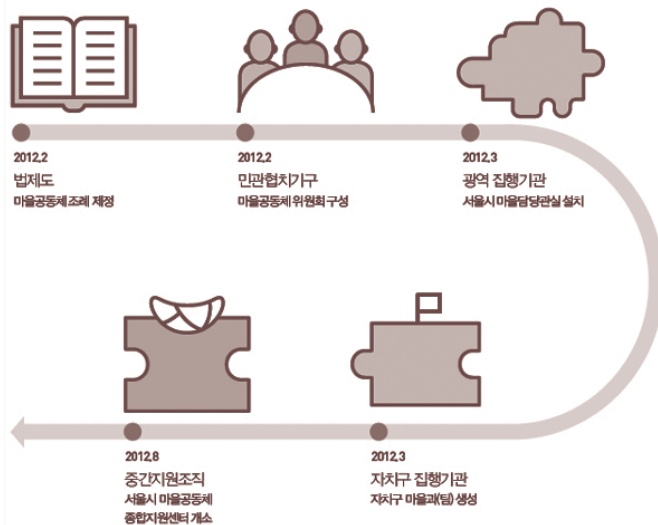 2012.2
법제도
마을공동체 조례 제정
2012.2
민관협치기구
마을공동체 위원회 구성
2012.3
광역 집행기관
서울시 마을담당관실 설치
2012.3
자치구 집행기관
자치구 마을과(팀) 생성
2012.8
중간지원조직
서울시 마을공동체
종합지원센터 개소